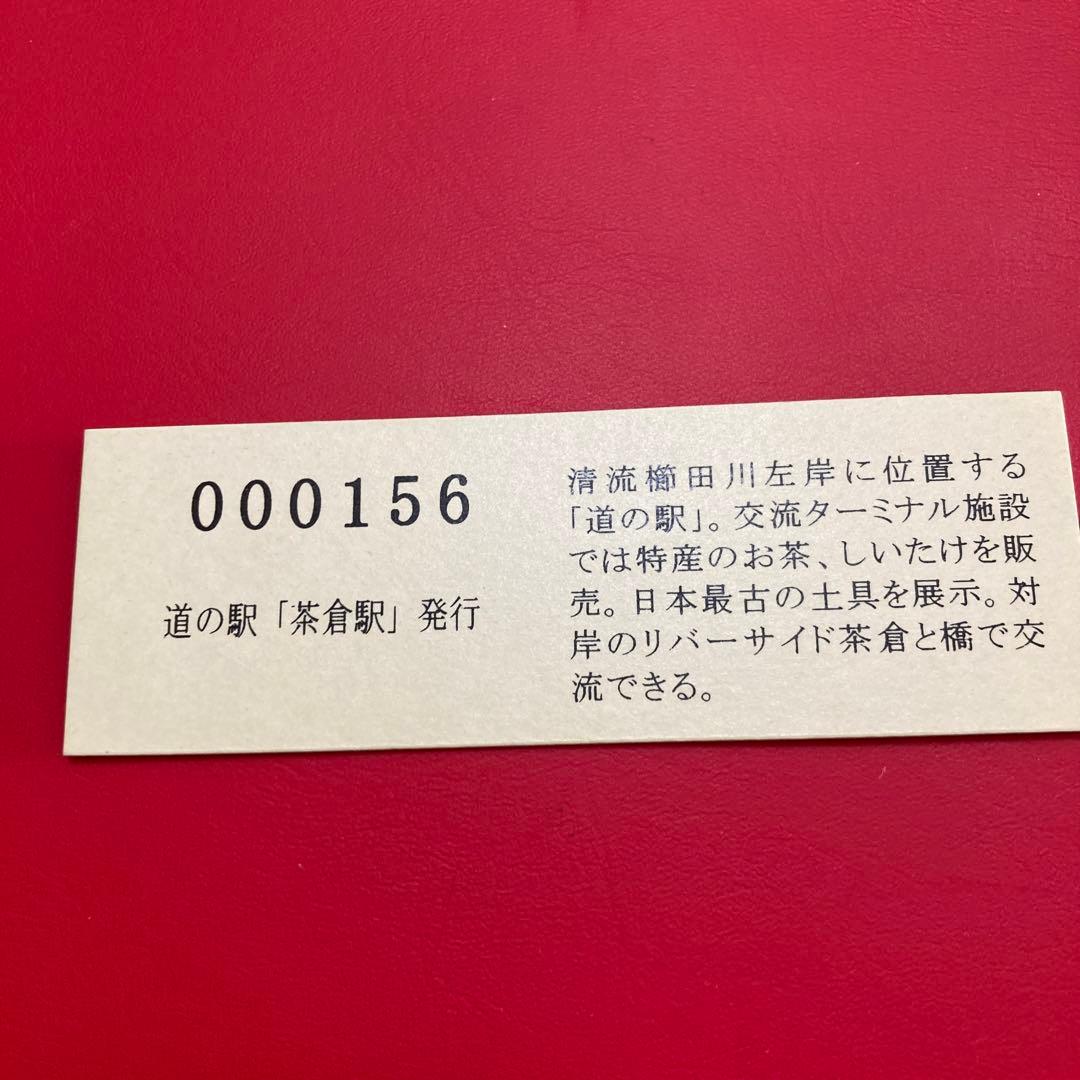 000156
道の駅「茶倉駅」発行
清流櫛田川左岸に位置する
「道の駅」。交流ターミナル施設
では特産のお茶、しいたけを販
売。日本最古の土具を展示。対
岸のリバーサイド茶倉と橋で交
流できる。